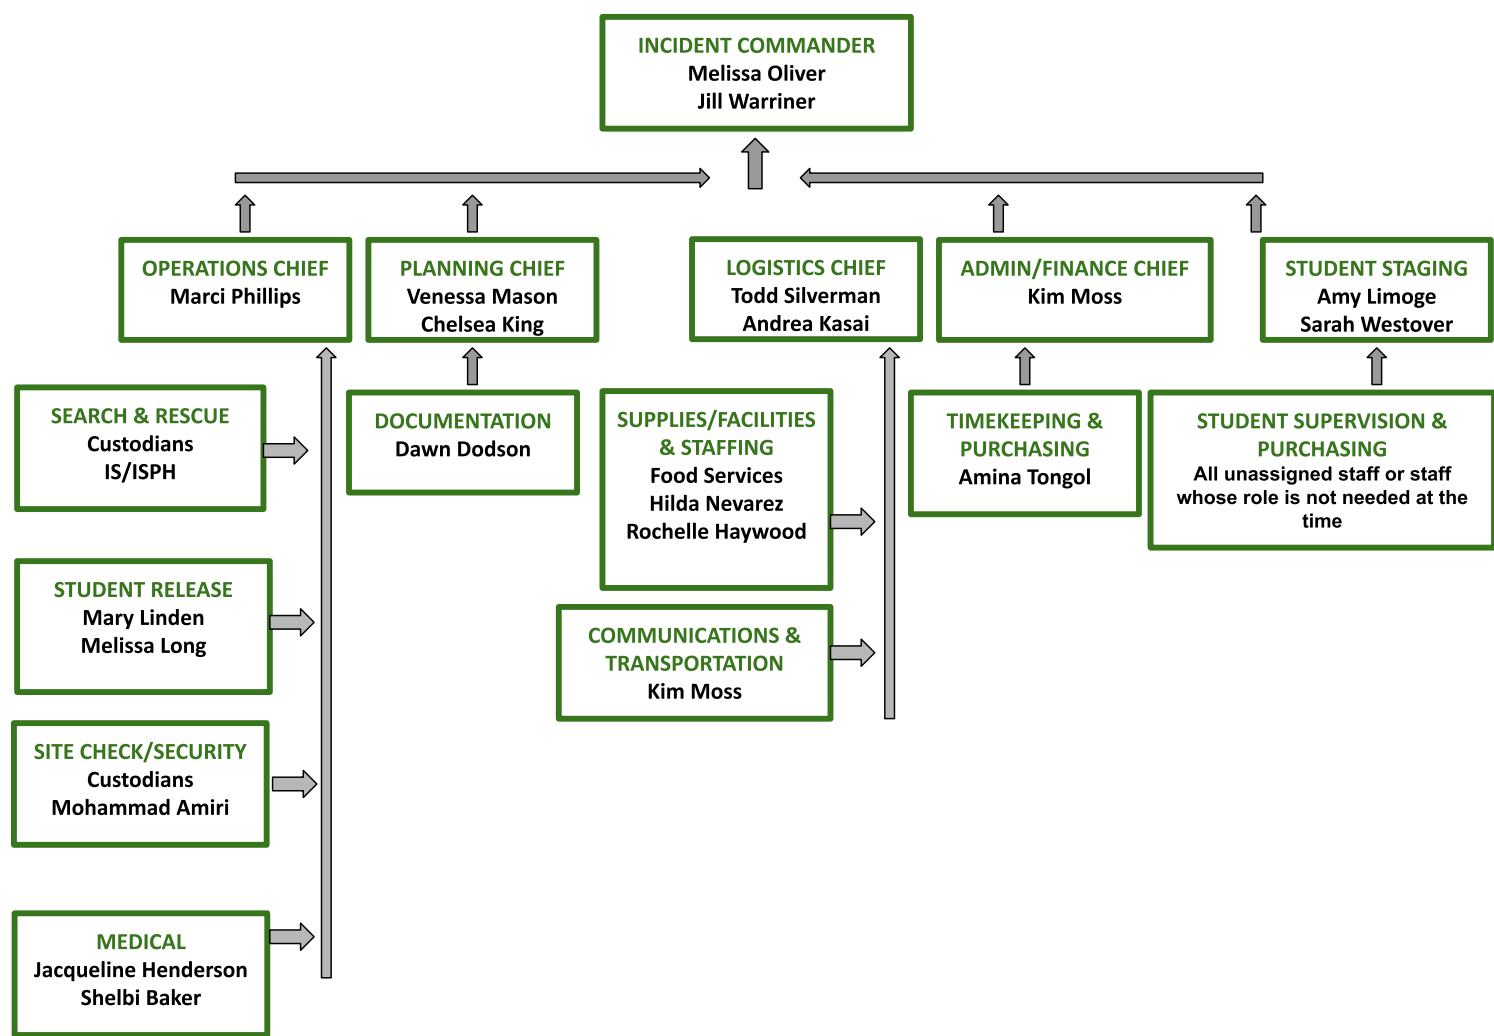 INCIDENT COMMANDER
Melissa Oliver
Jill Warriner
OPERATIONS CHIEF
Marci Phillips
PLANNING CHIEF
Venessa Mason
Chelsea King
LOGISTICS CHIEF
Todd Silverman
Andrea Kasai
ADMIN/FINANCE CHIEF
Kim Moss
STUDENT STAGING
Amy Limoge
Sarah Westover
SEARCH & RESCUE
Custodians
IS/ISPH
DOCUMENTATION
Dawn Dodson
SUPPLIES/FACILITIES
& STAFFING
Food Services
Hilda Nevarez
Rochelle Haywood
TIMEKEEPING &
PURCHASING
Amina Tongol
STUDENT SUPERVISION &
PURCHASING
All unassigned staff or staff
whose role is not needed at the
time
STUDENT RELEASE
Mary Linden
Melissa Long
COMMUNICATIONS &
TRANSPORTATION
Kim Moss
SITE CHECK/SECURITY
Custodians
Mohammad Amiri
MEDICAL
Jacqueline Henderson
Shelbi Baker